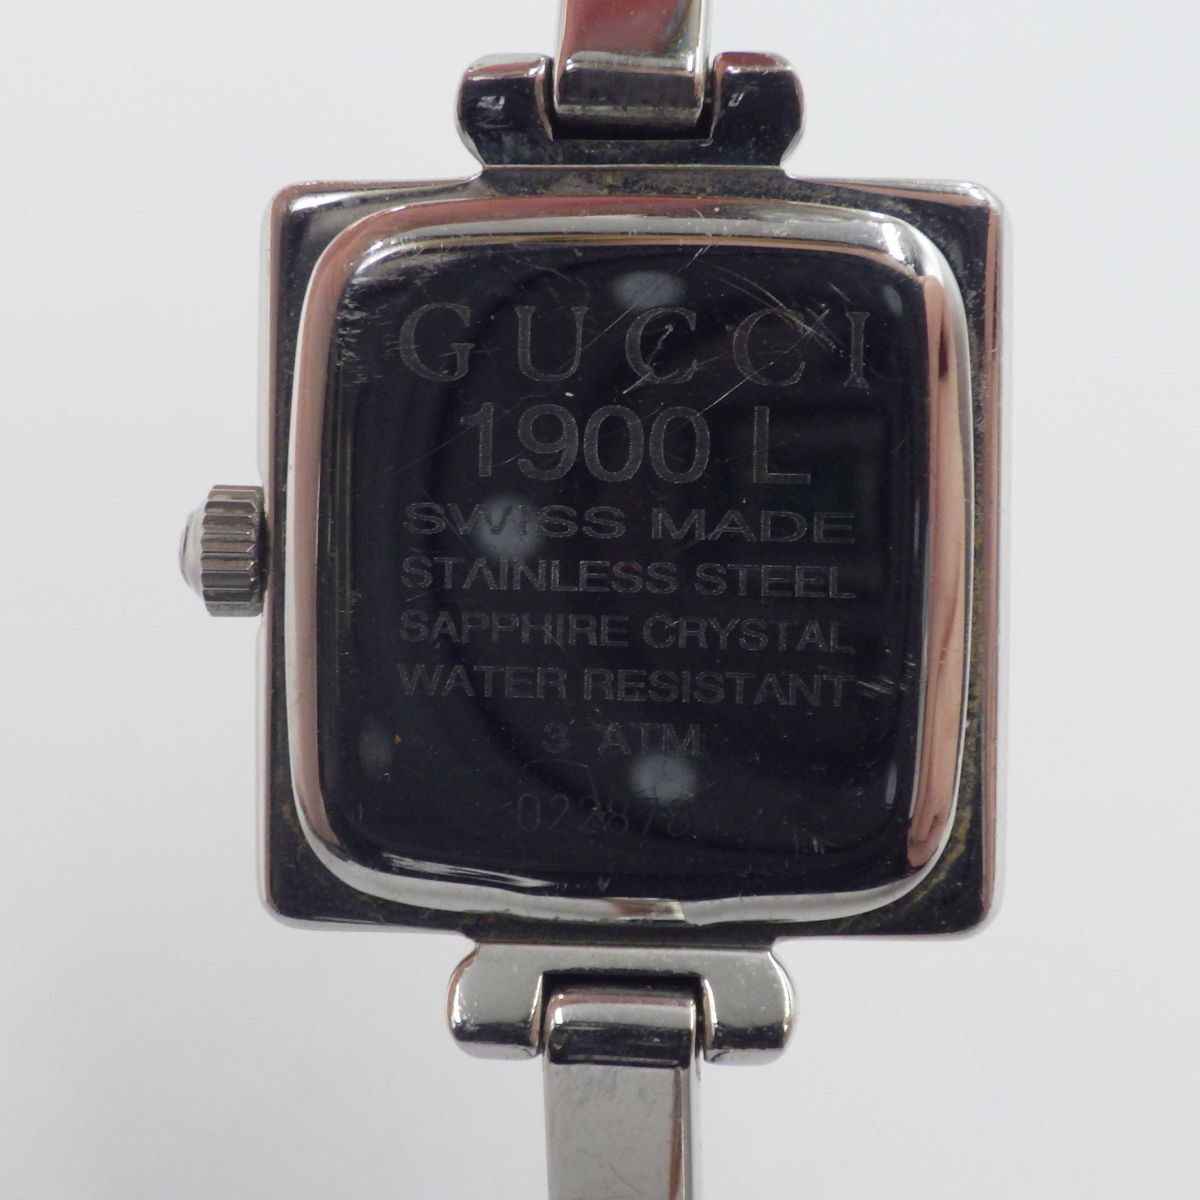 GUCCI
1900 L
SWISS MADE
STAINLESS STEEL
SAPPHIRE CRYSTAL
WATER RESISTANT
3 ATM